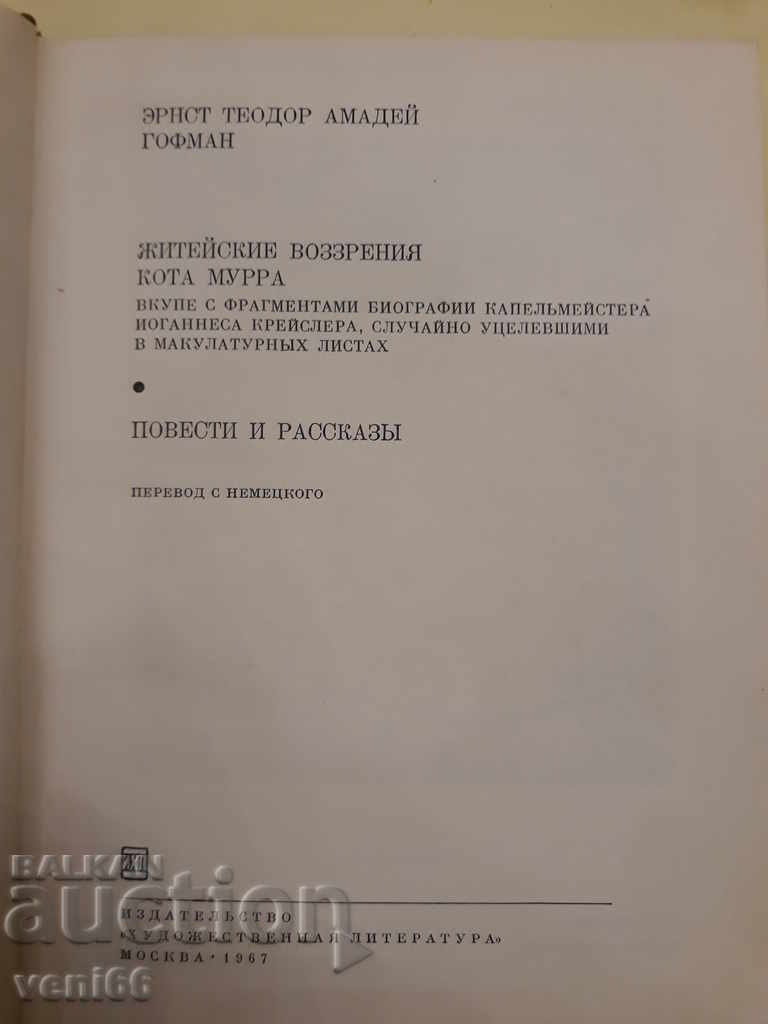 ЭРНСТ ТЕОДОР АМАДЕЙ
ГОФМАН
ЖИТЕЙСКИЕ ВОЗЗРЕНИЯ
КОТА МУРРА
ВКУПЕ С ФРАГМЕНТАМИ БИОГРАФИИ КАПЕЛЬМЕЙСТЕРА
ИОГАННЕСА КРЕЙСЛЕРА, СЛУЧАЙНО УЦЕЛЕВШИМИ
В МАКУЛАТУРНЫХ ЛИСТАХ
•
ПОВЕСТИ И РАССКАЗЫ
ПЕРЕВОД С НЕМЕЦКОГО
BALKAN
auction
ИЗДАТЕЛЬСТВО
«ХУДОЖЕСТВЕННАЯ ЛИТЕРАТУРА»
МОСКВА · 1967
veni66